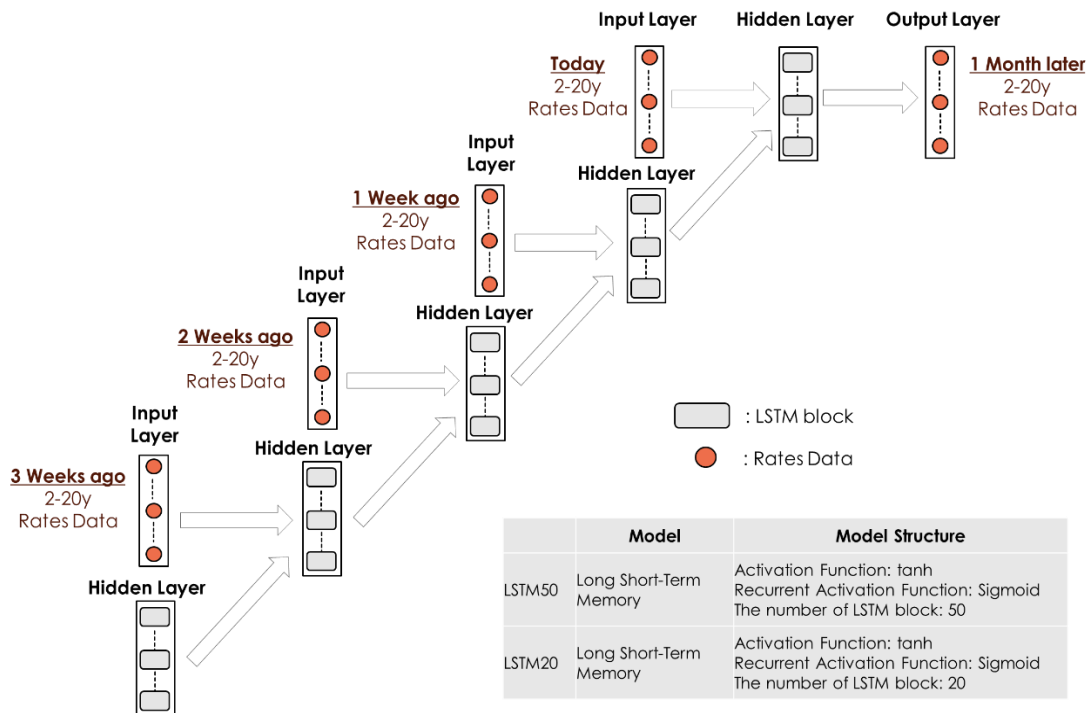 Input Layer
Hidden Layer
Output Layer
Today
2-20y
Rates Data
1 Month later
2-20y
Rates Data
Input
Layer
Hidden Layer
1 Week ago
2-20y
Rates Data
Input
Layer
Hidden Layer
2 Weeks ago
2-20y
Rates Data
Input
Layer
Hidden Layer
3 Weeks ago
2-20y
Rates Data
Hidden Layer
: LSTM block
: Rates Data
Model
Model Structure
LSTM50
Long Short-Term
Memory
Activation Function: tanh
Recurrent Activation Function: Sigmoid
The number of LSTM block: 50
LSTM20
Long Short-Term
Memory
Activation Function: tanh
Recurrent Activation Function: Sigmoid
The number of LSTM block: 20